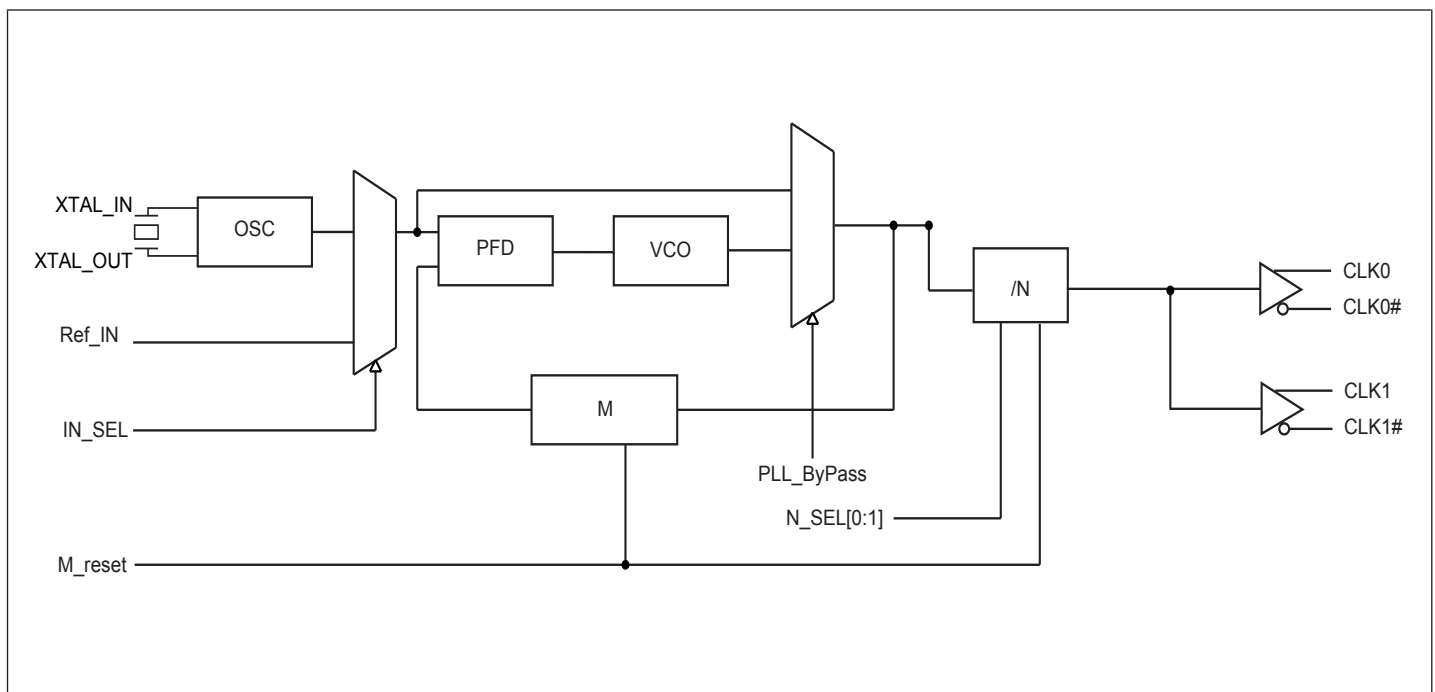 XTAL_IN
OSC
XTAL_OUT
PFD
VCO
/N
CLK0
CLK0#
Ref_IN
M
CLK1
CLK1#
IN_SEL
PLL_ByPass
N_SEL[0:1]
M_reset